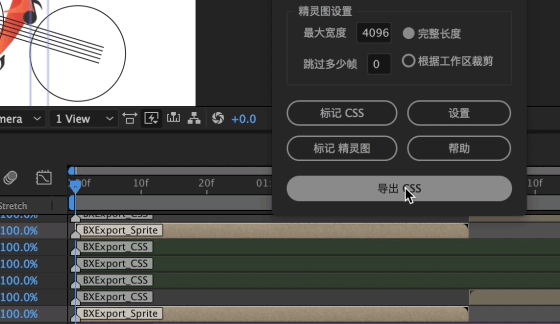 精灵图设置
最大宽度 4096 完整长度
跳过多少帧 0 根据工作区裁剪
标记 CSS 设置
标记 精灵图 帮助
导出 CSS
mera 1 View +0.0
:00f 10f 20f 01: 10f
Stretch
100.0% BXExport_CSS
100.0% BXExport_Sprite
100.0% BXExport_CSS
100.0% BXExport_CSS
100.0% BXExport_CSS
100.0% BXExport_CSS
100.0% BXExport_Sprite